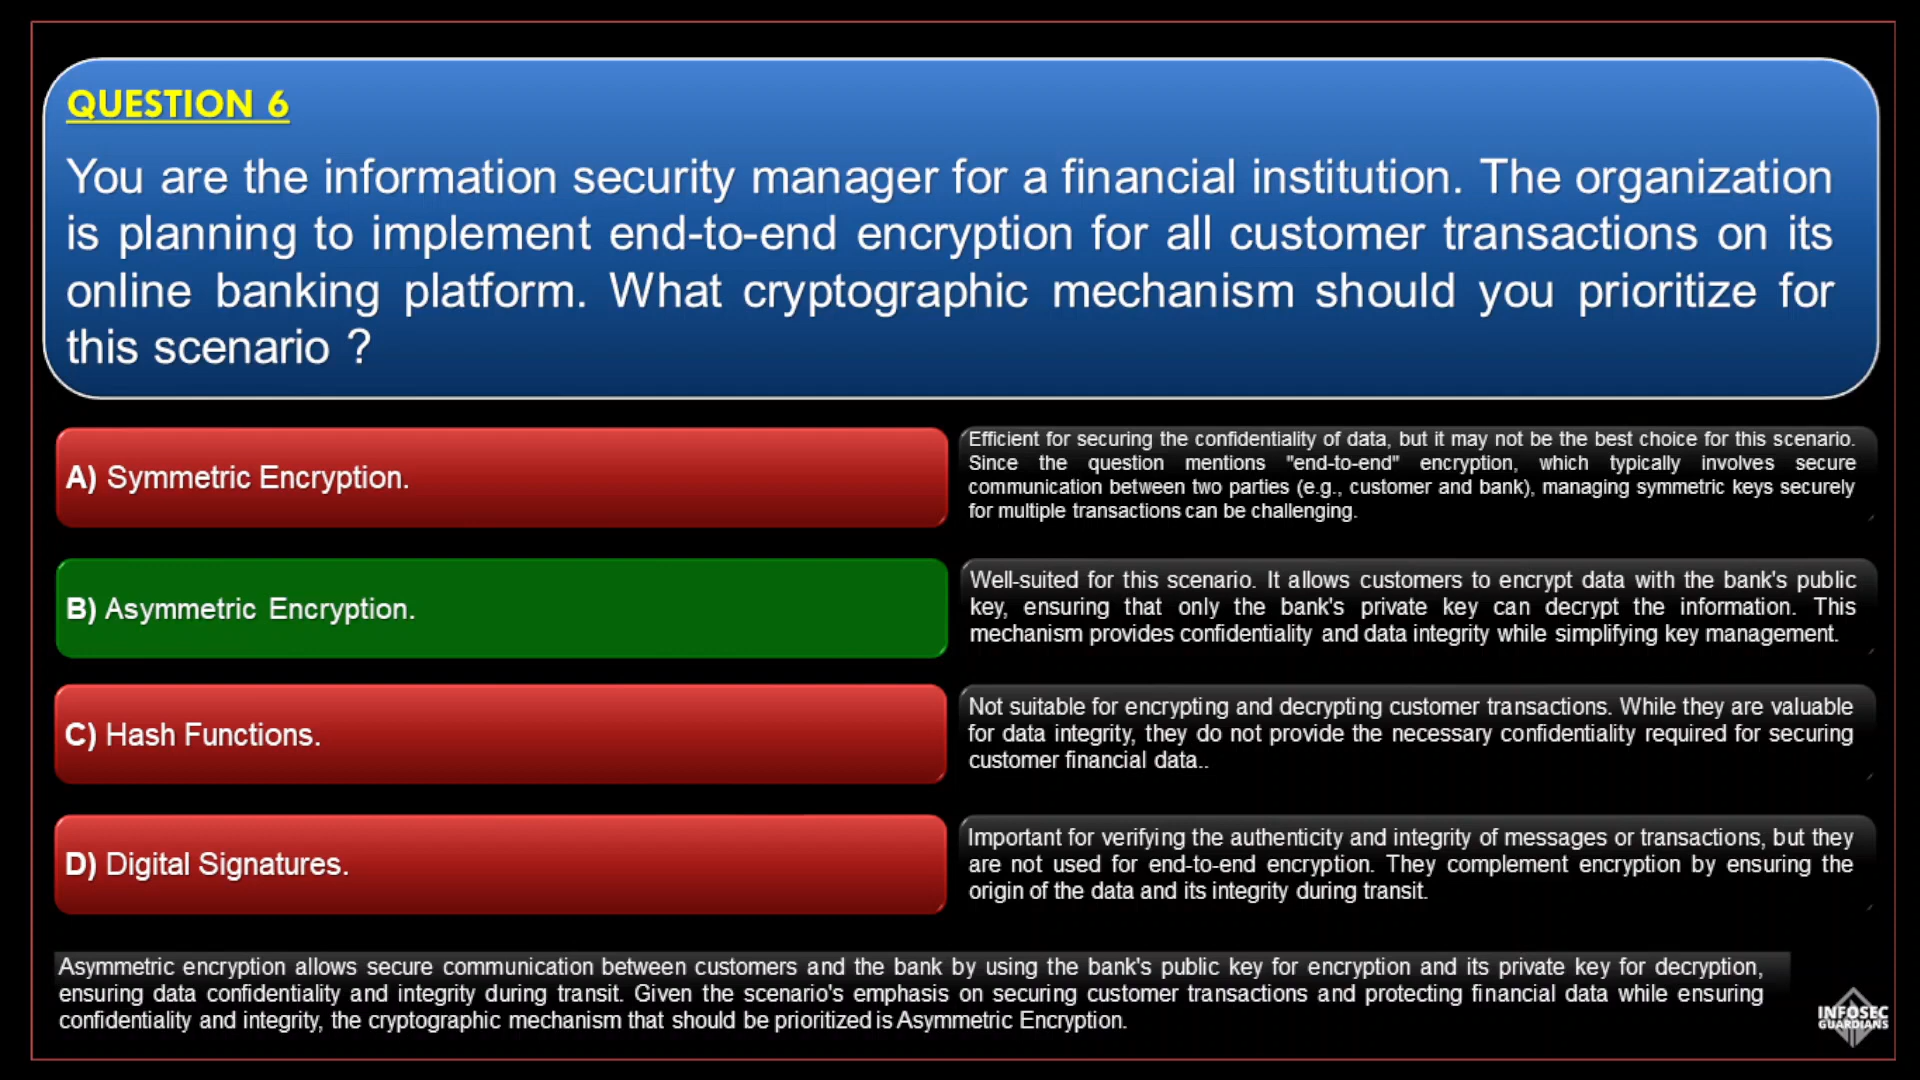 QUESTION 6
You are the information security manager for a financial institution. The organization
is planning to implement end-to-end encryption for all customer transactions on its
online banking platform. What cryptographic mechanism should you prioritize for
this scenario ?
A) Symmetric Encryption.
Efficient for securing the confidentiality of data, but it may not be the best choice for this scenario.
Since the question mentions "end-to-end" encryption, which typically involves secure
communication between two parties (e.g., customer and bank), managing symmetric keys securely
for multiple transactions can be challenging.
B) Asymmetric Encryption.
Well-suited for this scenario. It allows customers to encrypt data with the bank's public
key, ensuring that only the bank's private key can decrypt the information. This
mechanism provides confidentiality and data integrity while simplifying key management.
C) Hash Functions.
Not suitable for encrypting and decrypting customer transactions. While they are valuable
for data integrity, they do not provide the necessary confidentiality required for securing
customer financial data..
D) Digital Signatures.
Important for verifying the authenticity and integrity of messages or transactions, but they
are not used for end-to-end encryption. They complement encryption by ensuring the
origin of the data and its integrity during transit.
Asymmetric encryption allows secure communication between customers and the bank by using the bank's public key for encryption and its private key for decryption,
ensuring data confidentiality and integrity during transit. Given the scenario's emphasis on securing customer transactions and protecting financial data while ensuring
confidentiality and integrity, the cryptographic mechanism that should be prioritized is Asymmetric Encryption.
INFOSEC
GUARDIANS